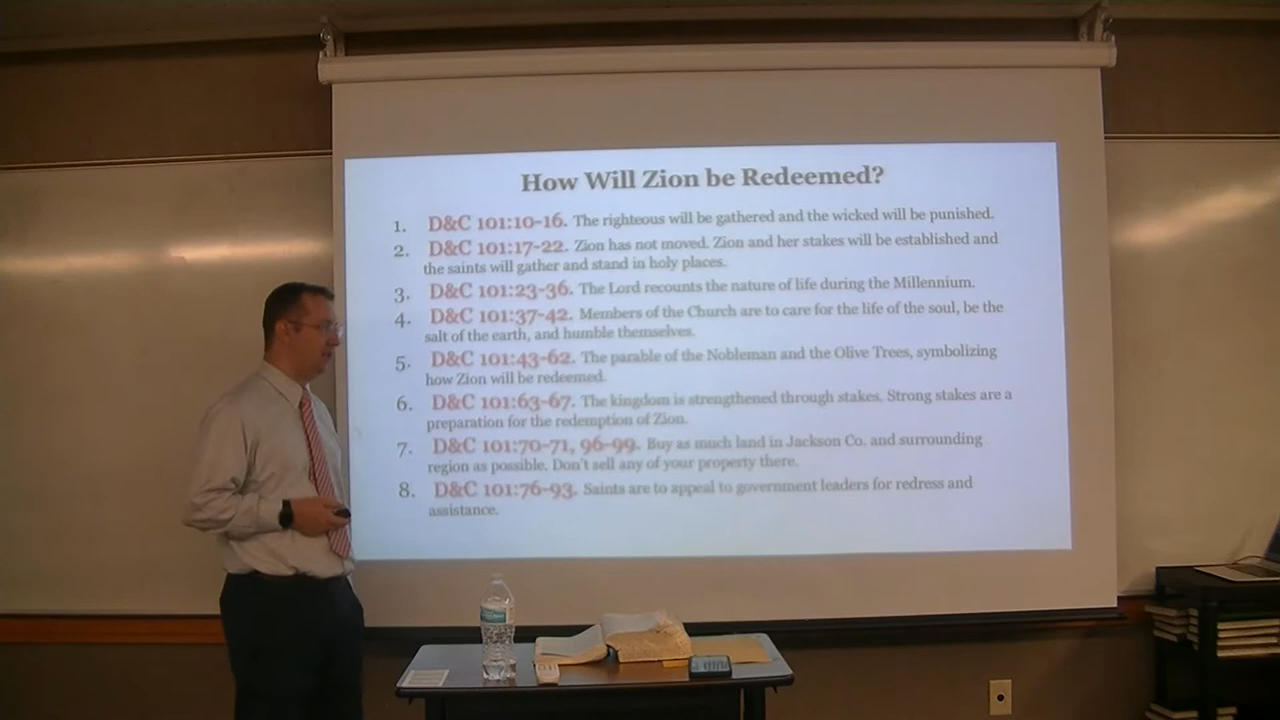 How Will Zion be Redeemed?
1. D&C 101:10-16. The righteous will be gathered and the wicked will be punished.
2. D&C 101:17-22. Zion has not moved. Zion and her stakes will be established and
the saints will gather and stand in holy places.
3. D&C 101:23-36. The Lord recounts the nature of life during the Millennium.
4. D&C 101:37-42. Members of the Church are to care for the life of the soul, be the
salt of the earth, and humble themselves.
5. D&C 101:43-62. The parable of the Nobleman and the Olive Trees, symbolizing
how Zion will be redeemed.
6. D&C 101:63-67. The kingdom is strengthened through stakes. Strong stakes are a
preparation for the redemption of Zion.
7. D&C 101:70-71, 96-99. Buy as much land in Jackson Co. and surrounding
region as possible. Don't sell any of your property there.
8. D&C 101:76-93. Saints are to appeal to government leaders for redress and
assistance.